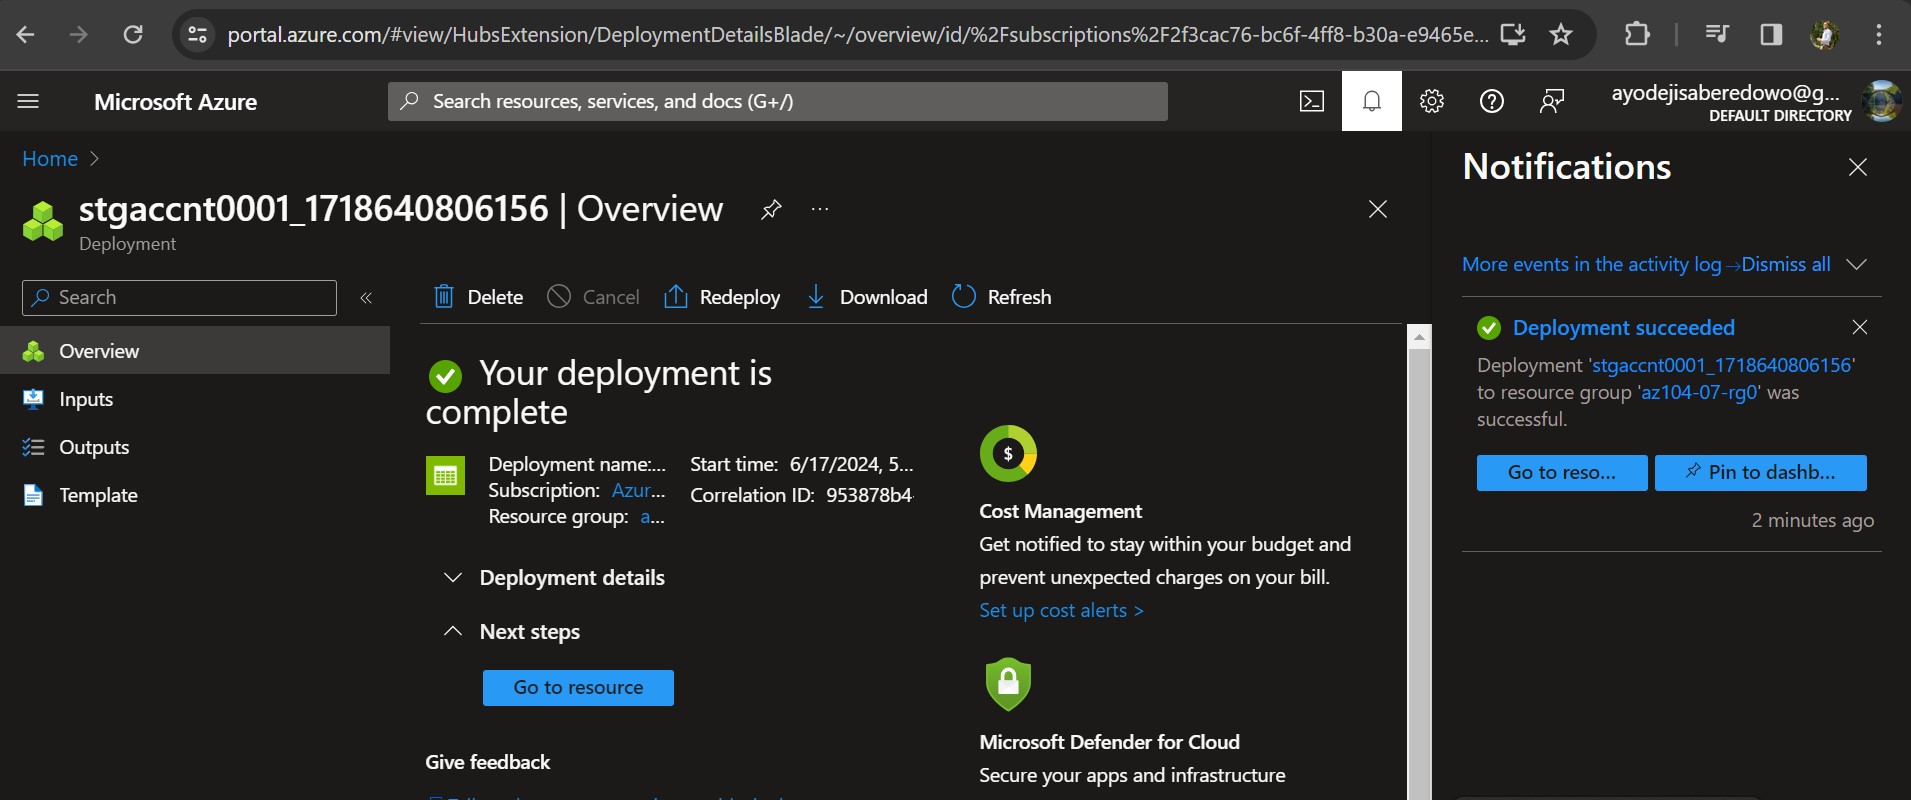 portal.azure.com/#view/HubsExtension/DeploymentDetailsBlade/~/overview/id/%2Fsubscriptions%2F2f3cac76-bc6f-4ff8-b30a-e9465e...
Microsoft Azure
Search resources, services, and docs (G+/)
ayodejisaberedowo@g...
DEFAULT DIRECTORY
Home
stgaccnt0001_1718640806156 | Overview
...
Deployment
Search
«
Overview
Inputs
Outputs
Template
Delete
Cancel
Redeploy
Download
Refresh
Your deployment is
complete
Deployment name:...
Subscription: Azur...
Resource group: a...
Start time: 6/17/2024, 5...
Correlation ID: 953878b4-
Deployment details
Next steps
Go to resource
Give feedback
$
Cost Management
Get notified to stay within your budget and
prevent unexpected charges on your bill.
Set up cost alerts >
Microsoft Defender for Cloud
Secure your apps and infrastructure
Notifications
More events in the activity log →
Dismiss all
Deployment succeeded
Deployment 'stgaccnt0001_1718640806156'
to resource group 'az104-07-rg0' was
successful.
Go to reso...
Pin to dashb...
2 minutes ago